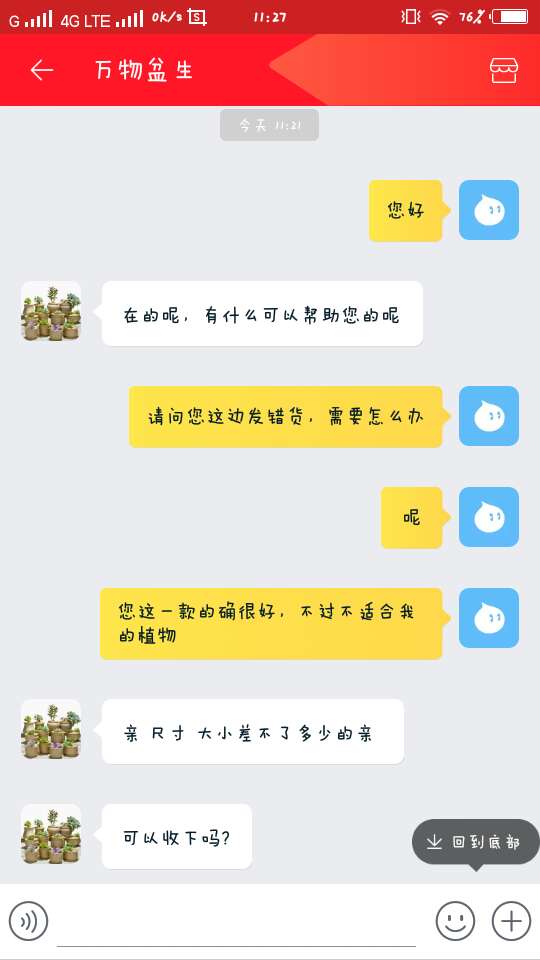 G 4G LTE 0K/s S 11:27 76%
万物盆生
今天 11:21
您好
在的呢，有什么可以帮助您的呢
请问您这边发错货，需要怎么办
呢
您这一款的确很好，不过不适合我
的植物
亲 尺寸 大小差不了多少的亲
可以收下吗?
回到底部